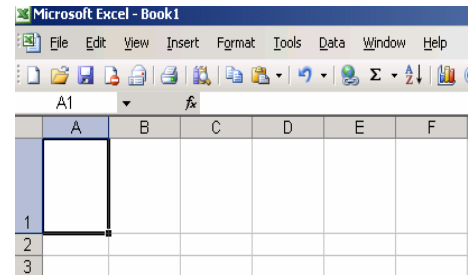 Microsoft Excel - Book1
File Edit View Insert Format Tools Data Window Help
A1 fx
A B C D E F
1
2
3